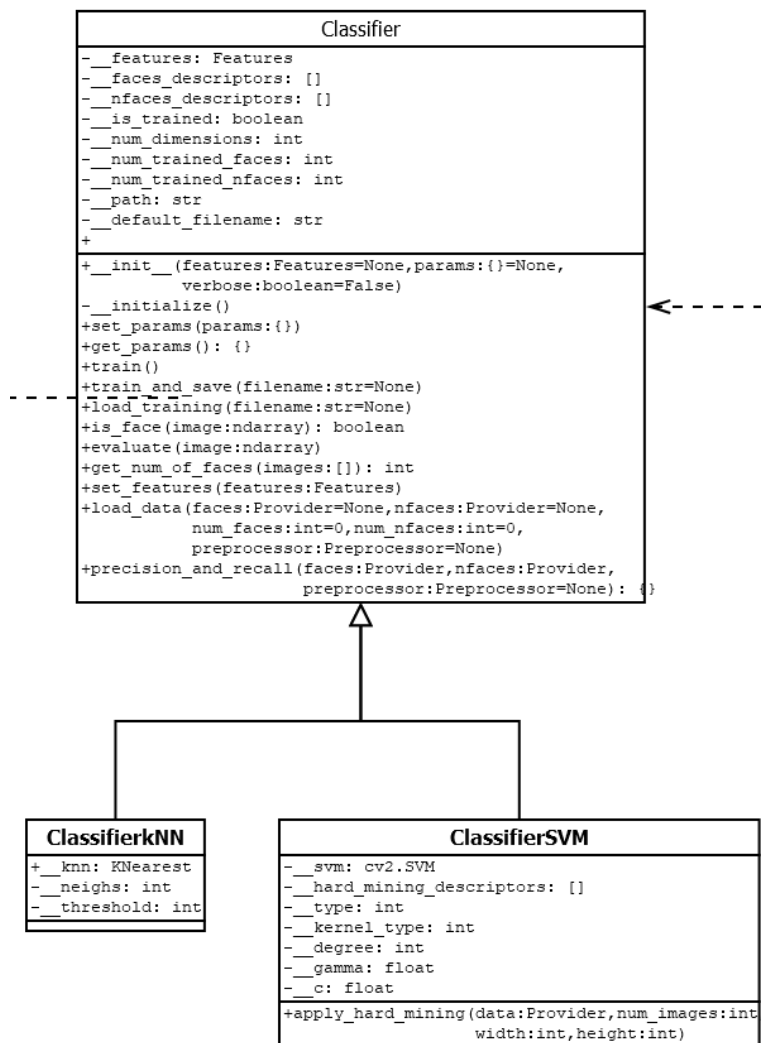 Classifier
-__features: Features
-__faces_descriptors: []
-__nfaces_descriptors: []
-__is_trained: boolean
-__num_dimensions: int
-__num_trained_faces: int
-__num_trained_nfaces: int
-__path: str
-__default_filename: str
+
+__init__(features:Features=None,params:{}=None,
verbose:boolean=False)
-__initialize()
+set_params(params:{})
+get_params(): {}
+train()
+train_and_save(filename:str=None)
+load_training(filename:str=None)
+is_face(image:ndarray): boolean
+evaluate(image:ndarray)
+get_num_of_faces(images:[]): int
+set_features(features:Features)
+load_data(faces:Provider=None,nfaces:Provider=None,
num_faces:int=0,num_nfaces:int=0,
preprocessor:Preprocessor=None)
+precision_and_recall(faces:Provider,nfaces:Provider,
preprocessor:Preprocessor=None): {}
ClassifierkNN
+__knn: KNearest
-__neighs: int
-__threshold: int
ClassifierSVM
-__svm: cv2.SVM
-__hard_mining_descriptors: []
-__type: int
-__kernel_type: int
-__degree: int
-__gamma: float
-__c: float
+apply_hard_mining(data:Provider,num_images:int
width:int,height:int)